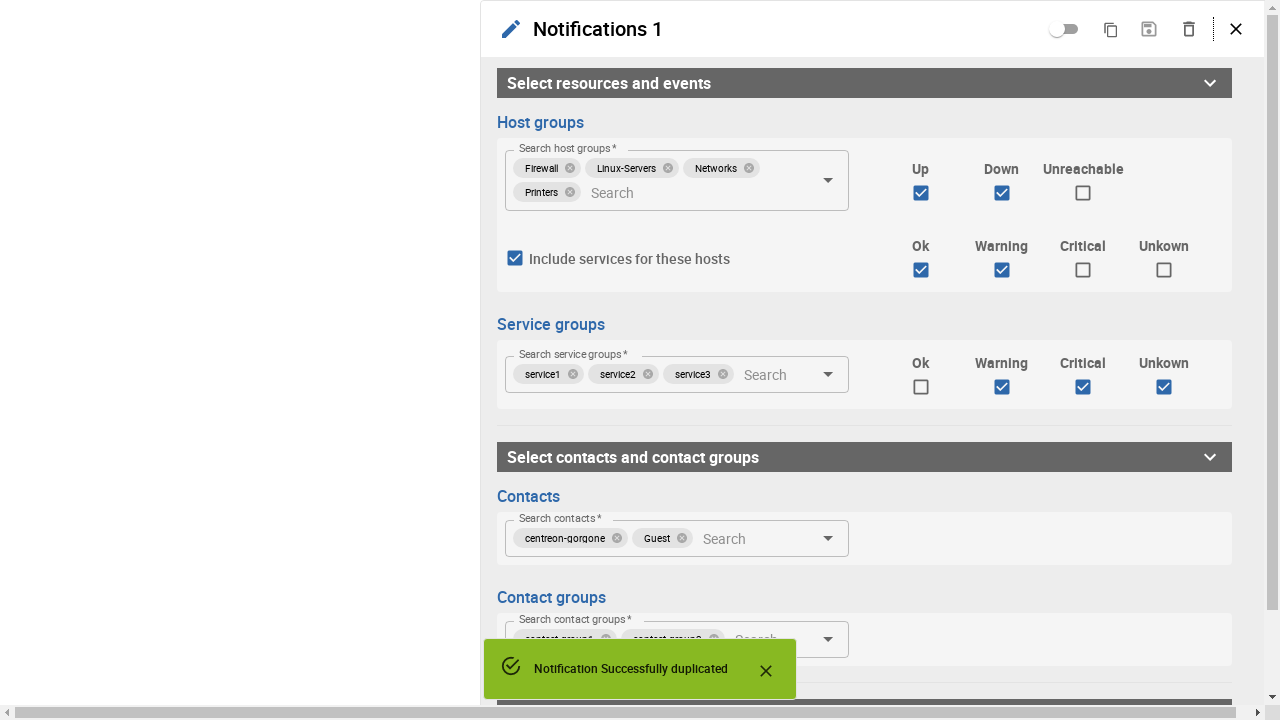 Notifications 1
Select resources and events
Host groups
Search host groups *
Firewall Linux-Servers Networks
Printers Search
Up Down Unreachable
Include services for these hosts
Ok Warning Critical Unkown
Service groups
Search service groups *
service1 service2 service3 Search
Ok Warning Critical Unkown
Select contacts and contact groups
Contacts
Search contacts *
centreon-gorgone Guest Search
Contact groups
Search contact groups *
Notification Successfully duplicated